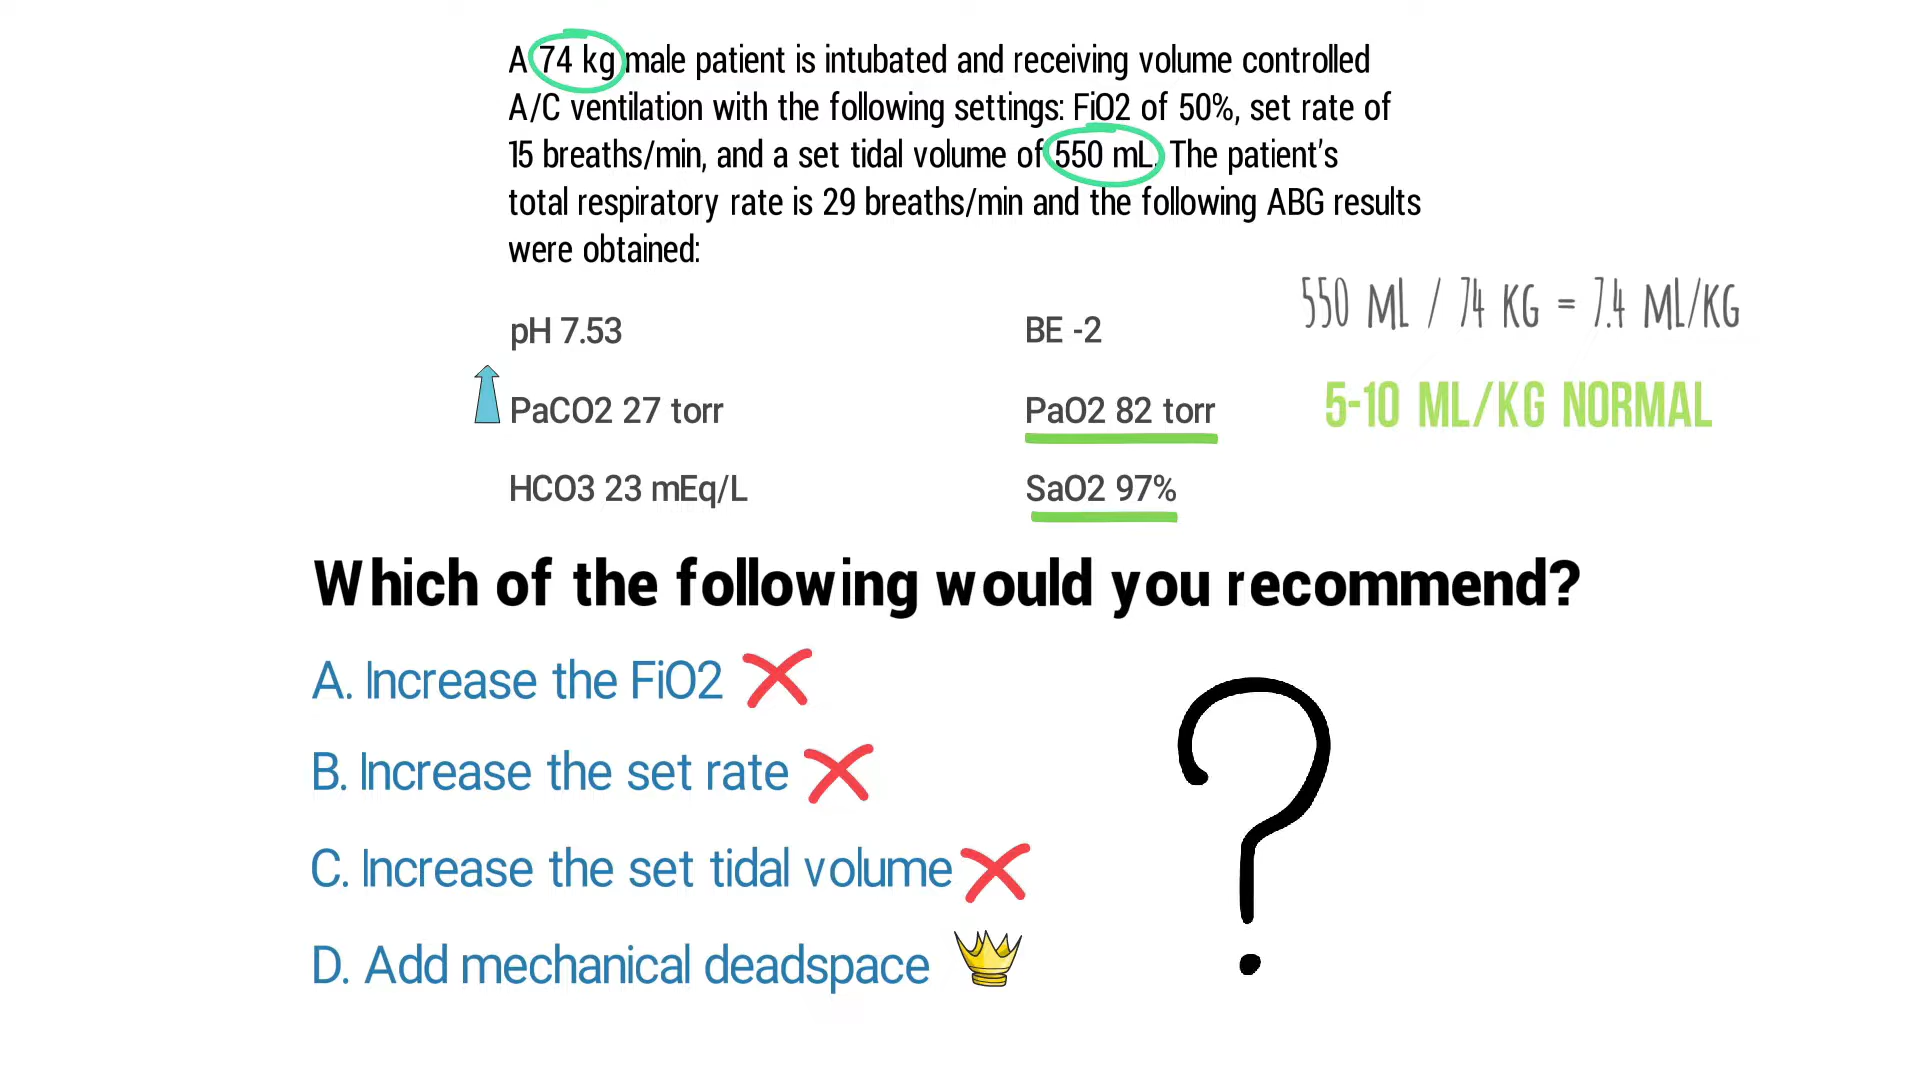 A 74 kg male patient is intubated and receiving volume controlled
A/C ventilation with the following settings: FiO2 of 50%, set rate of
15 breaths/min, and a set tidal volume of 550 mL. The patient's
total respiratory rate is 29 breaths/min and the following ABG results
were obtained:
pH 7.53
BE -2
550 ML / 74 KG = 7.4 ML/KG
PaCO2 27 torr
PaO2 82 torr
5-10 ML/KG NORMAL
HCO3 23 mEq/L
SaO2 97%
Which of the following would you recommend?
A. Increase the FiO2
B. Increase the set rate
C. Increase the set tidal volume
D. Add mechanical deadspace
?